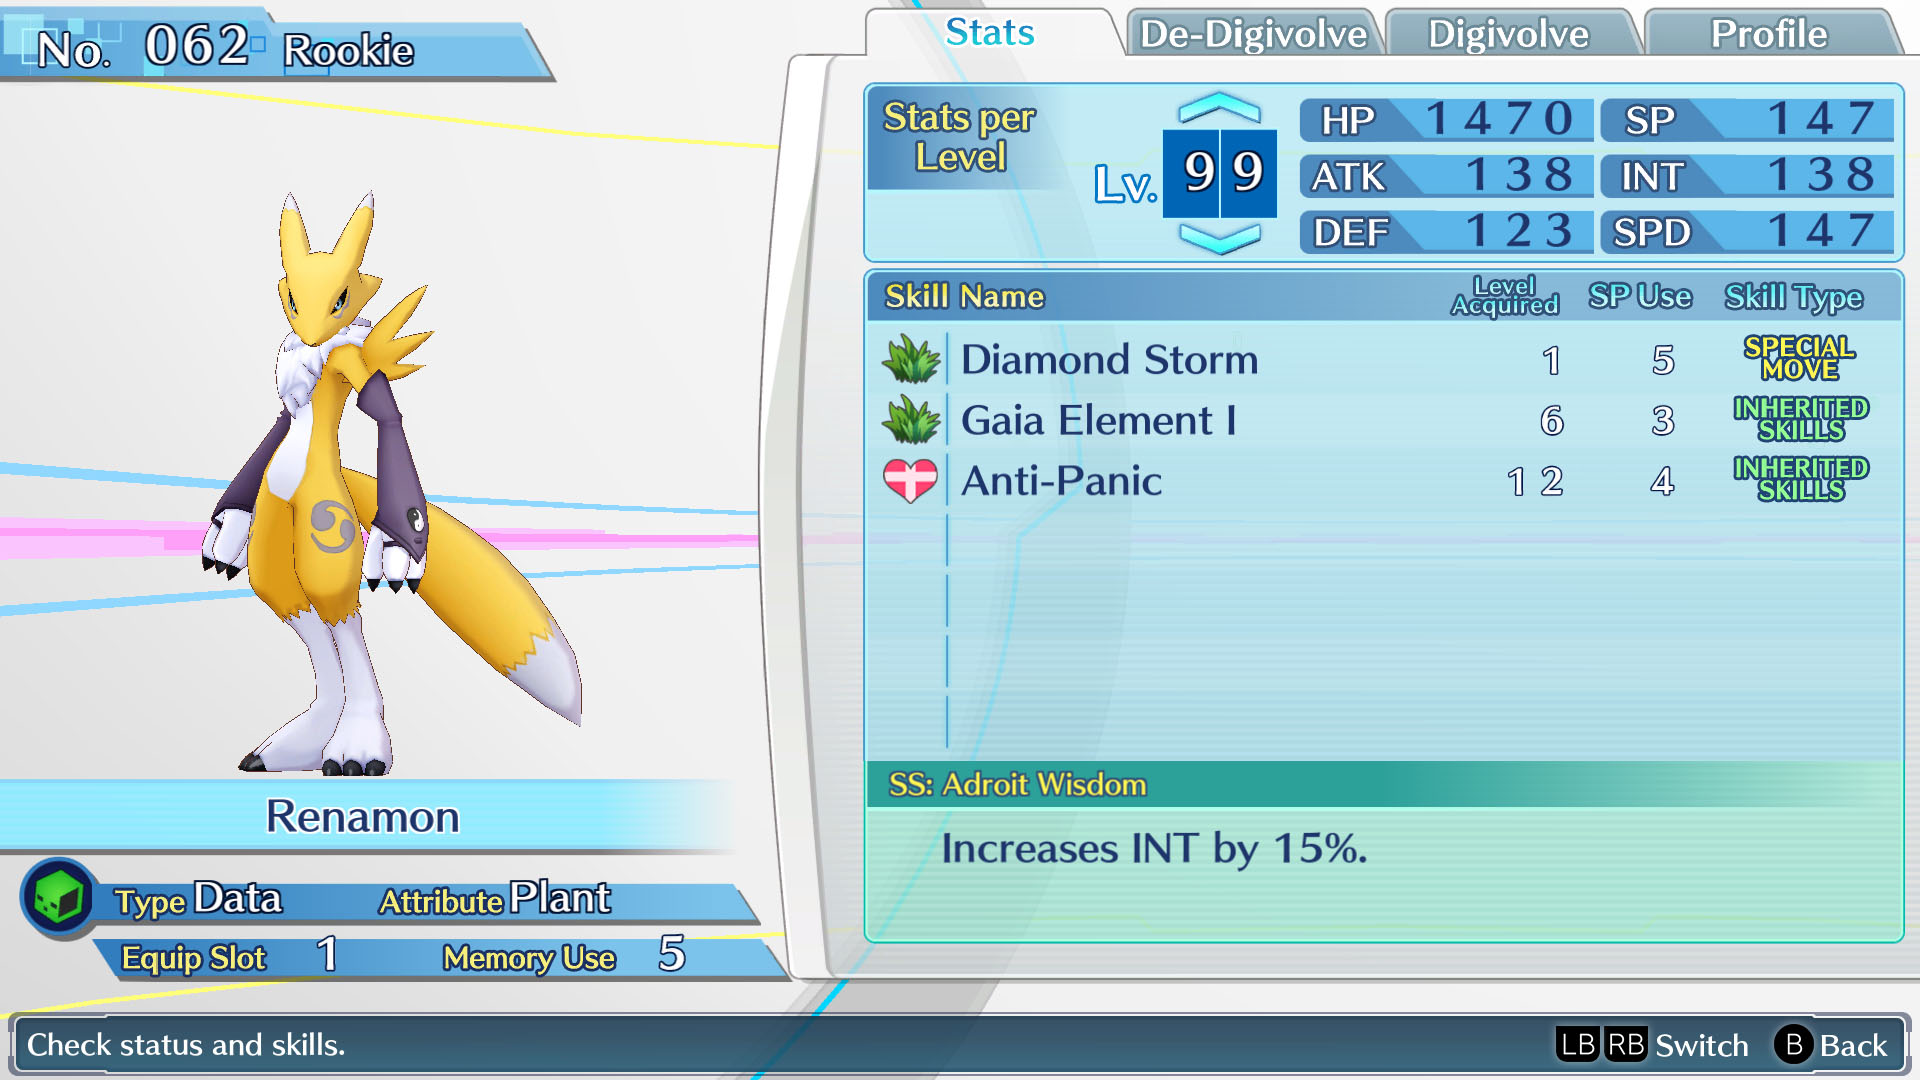 No. 062 Rookie
Stats
De-Digivolve
Digivolve
Profile
Stats per
Level
Lv. 99
HP 1470
SP 147
ATK 138
INT 138
DEF 123
SPD 147
Skill Name
Level
Acquired
SP Use
Skill Type
Diamond Storm 1 5 SPECIAL
MOVE
Gaia Element I 6 3 INHERITED
SKILLS
Anti-Panic 12 4 INHERITED
SKILLS
SS: Adroit Wisdom
Increases INT by 15%.
Renamon
Type Data
Attribute Plant
Equip Slot 1
Memory Use 5
Check status and skills.
LB RB Switch B Back